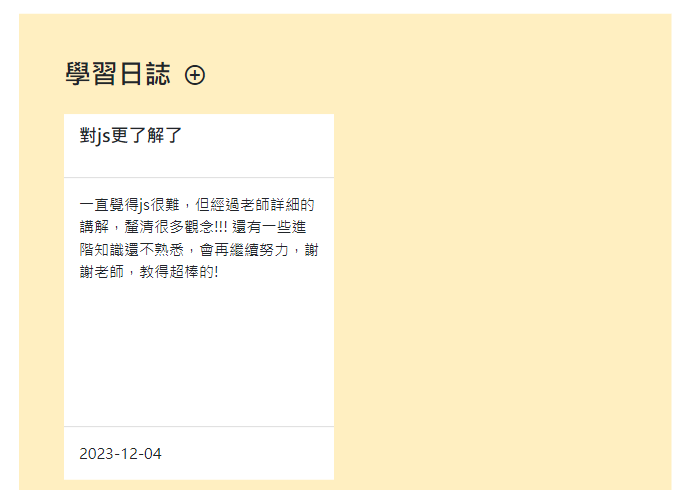 學習日誌
對js更了解了
一直覺得js很難，但經過老師詳細的
講解，釐清很多觀念!!! 還有一些進
階知識還不熟悉，會再繼續努力，謝
謝老師，教得超棒的!
2023-12-04